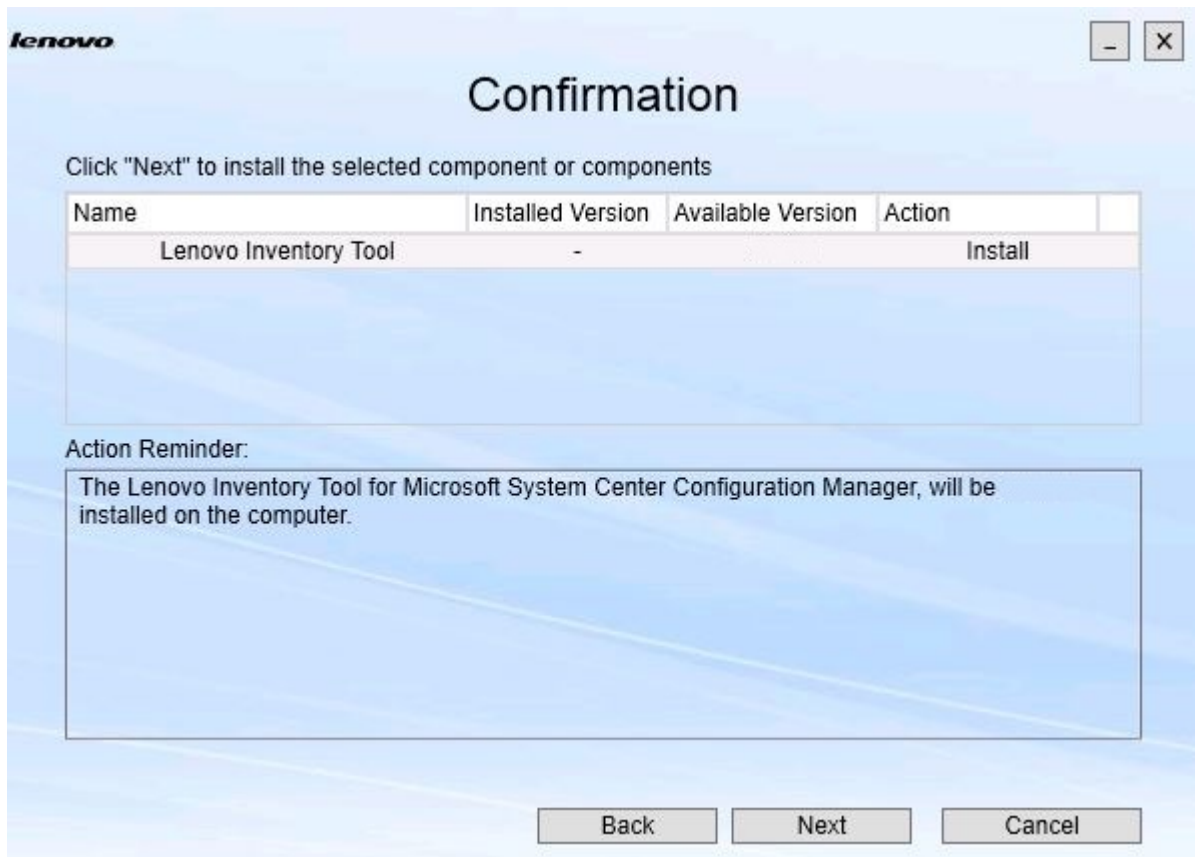 lenovo
Confirmation
Click "Next" to install the selected component or components
Name Installed Version Available Version Action
Lenovo Inventory Tool - Install
Action Reminder:
The Lenovo Inventory Tool for Microsoft System Center Configuration Manager, will be
installed on the computer.
Back Next Cancel